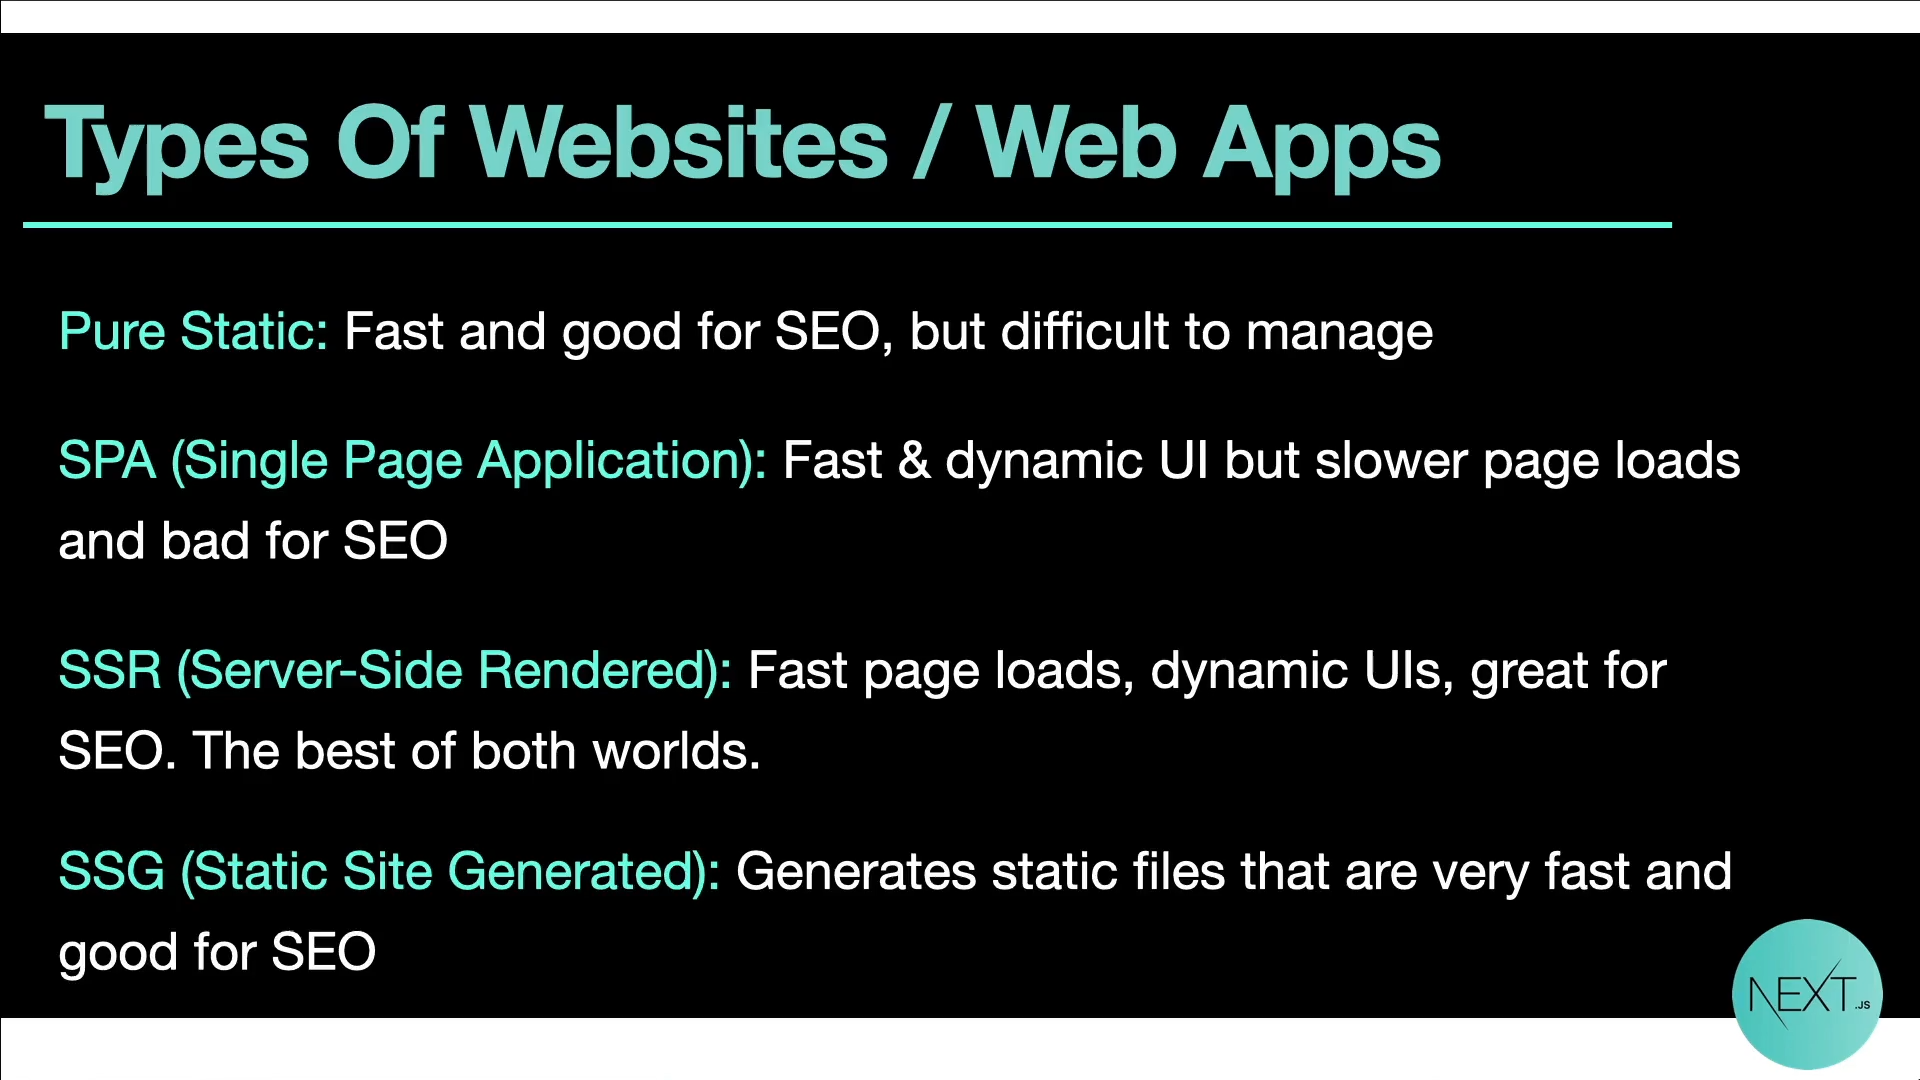 Types Of Websites / Web Apps
Pure Static: Fast and good for SEO, but difficult to manage
SPA (Single Page Application): Fast & dynamic UI but slower page loads
and bad for SEO
SSR (Server-Side Rendered): Fast page loads, dynamic UIs, great for
SEO. The best of both worlds.
SSG (Static Site Generated): Generates static files that are very fast and
good for SEO
NEXT.JS